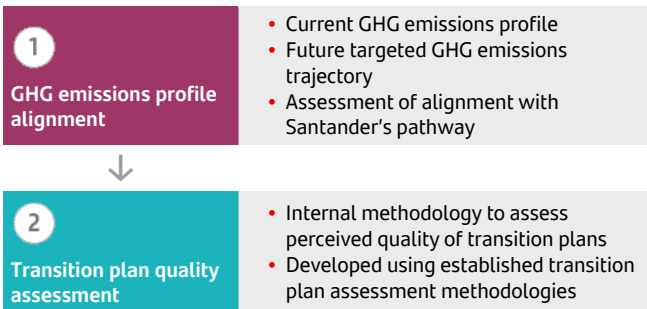 1
GHG emissions profile
alignment
• Current GHG emissions profile
• Future targeted GHG emissions
trajectory
• Assessment of alignment with
Santander’s pathway
2
Transition plan quality
assessment
• Internal methodology to assess
perceived quality of transition plans
• Developed using established transition
plan assessment methodologies